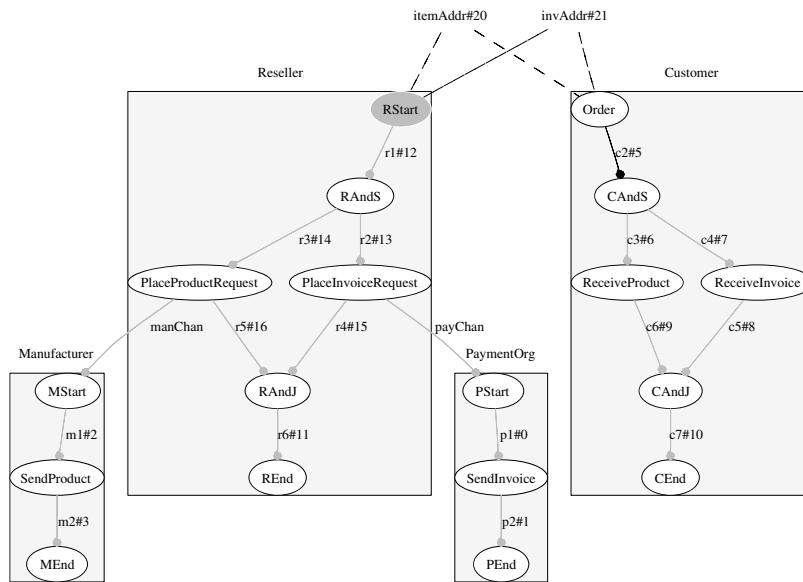 itemAddr#20 invAddr#21
Reseller Customer
RStart Order
r1#12 c2#5
RAndS CAndS
r3#14 r2#13 c3#6 c4#7
PlaceProductRequest PlaceInvoiceRequest ReceiveProduct ReceiveInvoice
manChan r5#16 r4#15 payChan c6#9 c5#8
Manufacturer PaymentOrg
MStart RAndJ PStart CAndJ
m1#2 r6#11 p1#0 c7#10
SendProduct REnd SendInvoice CEnd
m2#3 p2#1
MEnd PEnd